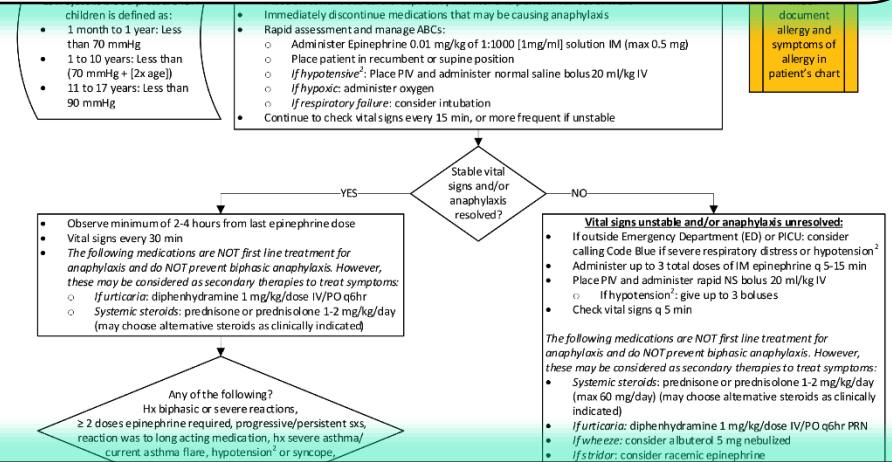 children is defined as:
• 1 month to 1 year: Less
than 70 mmHg
• 1 to 10 years: Less than
(70 mmHg + [2x age])
• 11 to 17 years: Less than
90 mmHg
• Immediately discontinue medications that may be causing anaphylaxis
• Rapid assessment and manage ABCs:
o Administer Epinephrine 0.01 mg/kg of 1:1000 [1mg/ml] solution IM (max 0.5 mg)
o Place patient in recumbent or supine position
o If hypotensive²: Place PIV and administer normal saline bolus 20 ml/kg IV
o If hypoxic: administer oxygen
o If respiratory failure: consider intubation
• Continue to check vital signs every 15 min, or more frequent if unstable
document
allergy and
symptoms of
allergy in
patient's chart
Stable vital
signs and/or
anaphylaxis
resolved?
YES
NO
• Observe minimum of 2-4 hours from last epinephrine dose
• Vital signs every 30 min
• The following medications are NOT first line treatment for
anaphylaxis and do NOT prevent biphasic anaphylaxis. However,
these may be considered as secondary therapies to treat symptoms:
o If urticaria: diphenhydramine 1 mg/kg/dose IV/PO q6hr
o Systemic steroids: prednisone or prednisolone 1-2 mg/kg/day
(may choose alternative steroids as clinically indicated)
Any of the following?
Hx biphasic or severe reactions,
≥ 2 doses epinephrine required, progressive/persistent sxs,
reaction was to long acting medication, hx severe asthma/
current asthma flare, hypotension² or syncope,
Vital signs unstable and/or anaphylaxis unresolved:
• If outside Emergency Department (ED) or PICU: consider
calling Code Blue if severe respiratory distress or hypotension²
• Administer up to 3 total doses of IM epinephrine q 5-15 min
• Place PIV and administer rapid NS bolus 20 ml/kg IV
o If hypotension²: give up to 3 boluses
• Check vital signs q 5 min
The following medications are NOT first line treatment for
anaphylaxis and do NOT prevent biphasic anaphylaxis. However,
these may be considered as secondary therapies to treat symptoms:
• Systemic steroids: prednisone or prednisolone 1-2 mg/kg/day
(max 60 mg/day) (may choose alternative steroids as clinically
indicated)
• If urticaria: diphenhydramine 1 mg/kg/dose IV/PO q6hr PRN
• If wheeze: consider albuterol 5 mg nebulized
• If stridor: consider racemic epinephrine